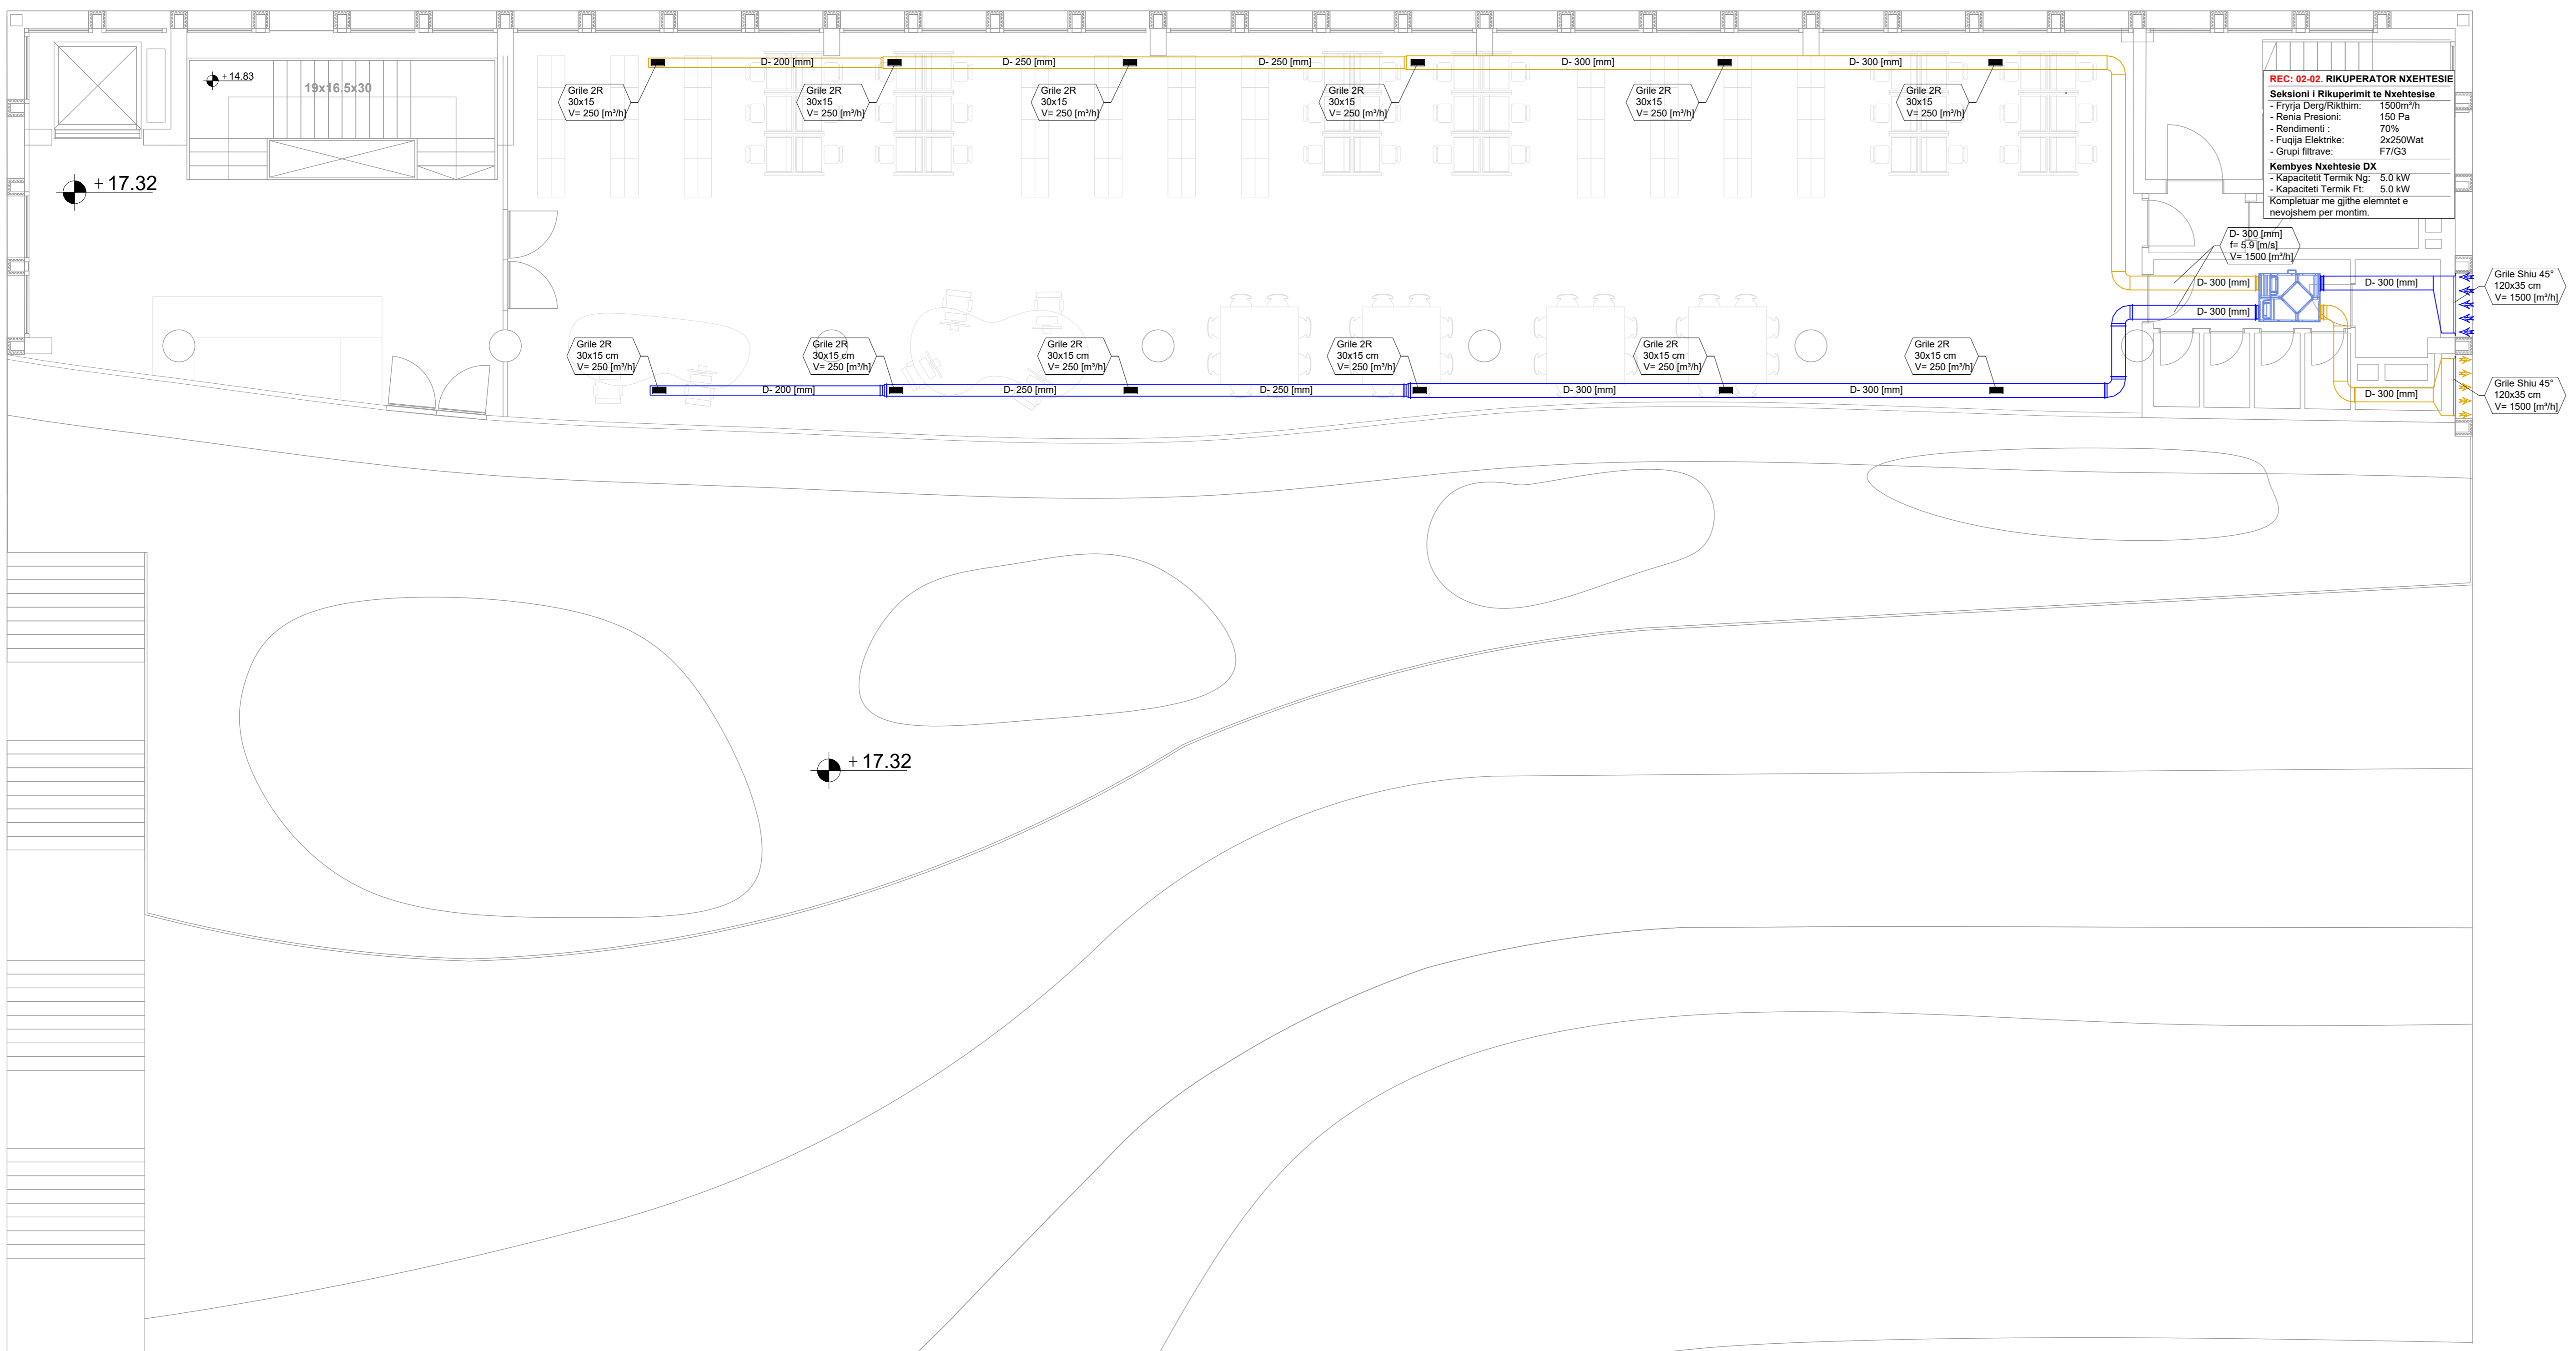 +14.83
19x16.5x30
+17.32
D- 200 [mm]
D- 250 [mm]
D- 250 [mm]
D- 300 [mm]
D- 300 [mm]
Grile 2R
30x15
V= 250 [m³/h]
Grile 2R
30x15
V= 250 [m³/h]
Grile 2R
30x15
V= 250 [m³/h]
Grile 2R
30x15
V= 250 [m³/h]
Grile 2R
30x15
V= 250 [m³/h]
Grile 2R
30x15
V= 250 [m³/h]
REC: 02-02. RIKUPERATOR NXEHTESIE
Seksioni i Rikuperimit te Nxehtesise
- Fryrja Derg/Rikthim: 1500m³/h
- Renia Presioni: 150 Pa
- Rendimenti : 70%
- Fuqija Elektrike: 2x250Wat
- Grupi filtrave: F7/G3
Kembyes Nxehtesie DX
- Kapacitetit Termik Ng: 5.0 kW
- Kapaciteti Termik Ft: 5.0 kW
Kompletuar me gjithe elemntet e
nevojshem per montim.
D- 300 [mm]
f= 5.9 [m/s]
V= 1500 [m³/h]
D- 300 [mm]
D- 300 [mm]
D- 300 [mm]
Grile Shiu 45°
120x35 cm
V= 1500 [m³/h]
Grile 2R
30x15 cm
V= 250 [m³/h]
Grile 2R
30x15 cm
V= 250 [m³/h]
Grile 2R
30x15 cm
V= 250 [m³/h]
Grile 2R
30x15 cm
V= 250 [m³/h]
Grile 2R
30x15 cm
V= 250 [m³/h]
Grile 2R
30x15 cm
V= 250 [m³/h]
D- 200 [mm]
D- 250 [mm]
D- 250 [mm]
D- 300 [mm]
D- 300 [mm]
D- 300 [mm]
Grile Shiu 45°
120x35 cm
V= 1500 [m³/h]
+17.32